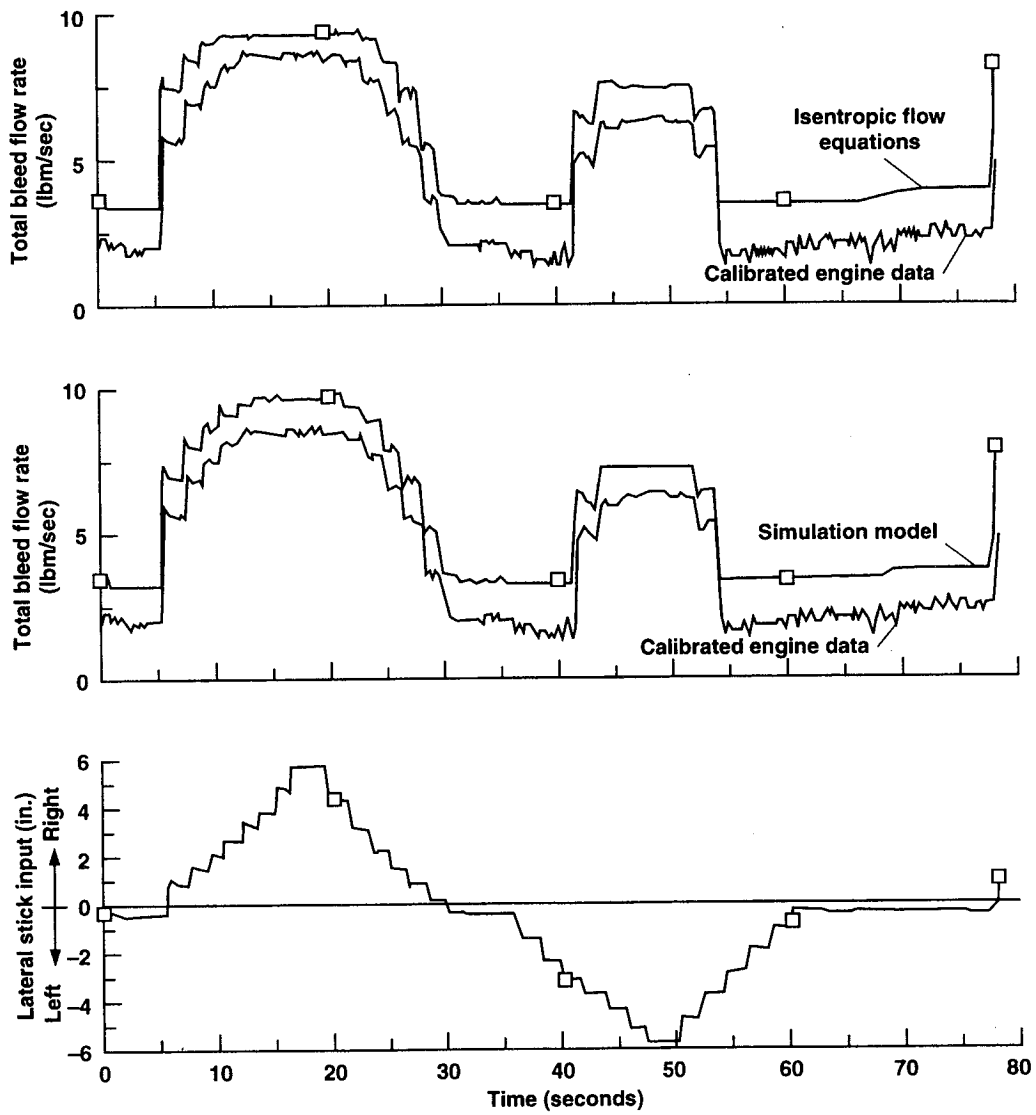 10
5
0
Total bleed flow rate
(lbm/sec)
Isentropic flow
equations
Calibrated engine data
10
5
0
Total bleed flow rate
(lbm/sec)
Simulation model
Calibrated engine data
6
4
2
0
–2
–4
–6
Lateral stick input (in.)
Left
Right
0
10
20
30
40
50
60
70
80
Time (seconds)